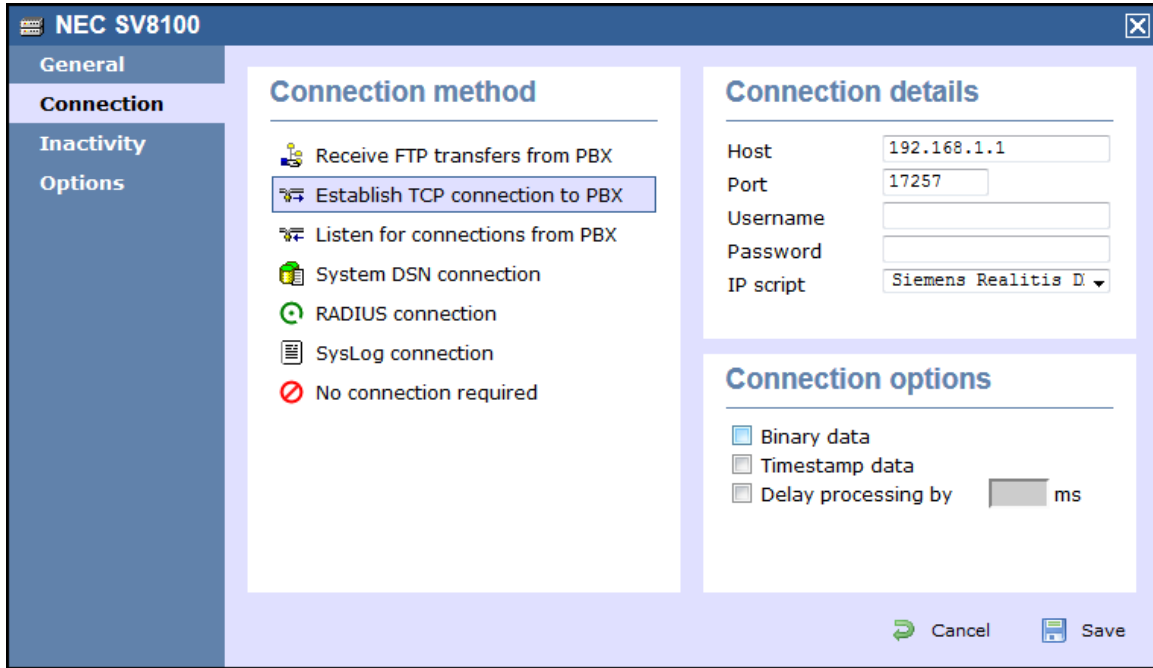 NEC SV8100
General
Connection
Inactivity
Options
Connection method
Receive FTP transfers from PBX
Establish TCP connection to PBX
Listen for connections from PBX
System DSN connection
RADIUS connection
SysLog connection
No connection required
Connection details
Host 192.168.1.1
Port 17257
Username
Password
IP script Siemens Realitis D
Connection options
Binary data
Timestamp data
Delay processing by ms
Cancel Save